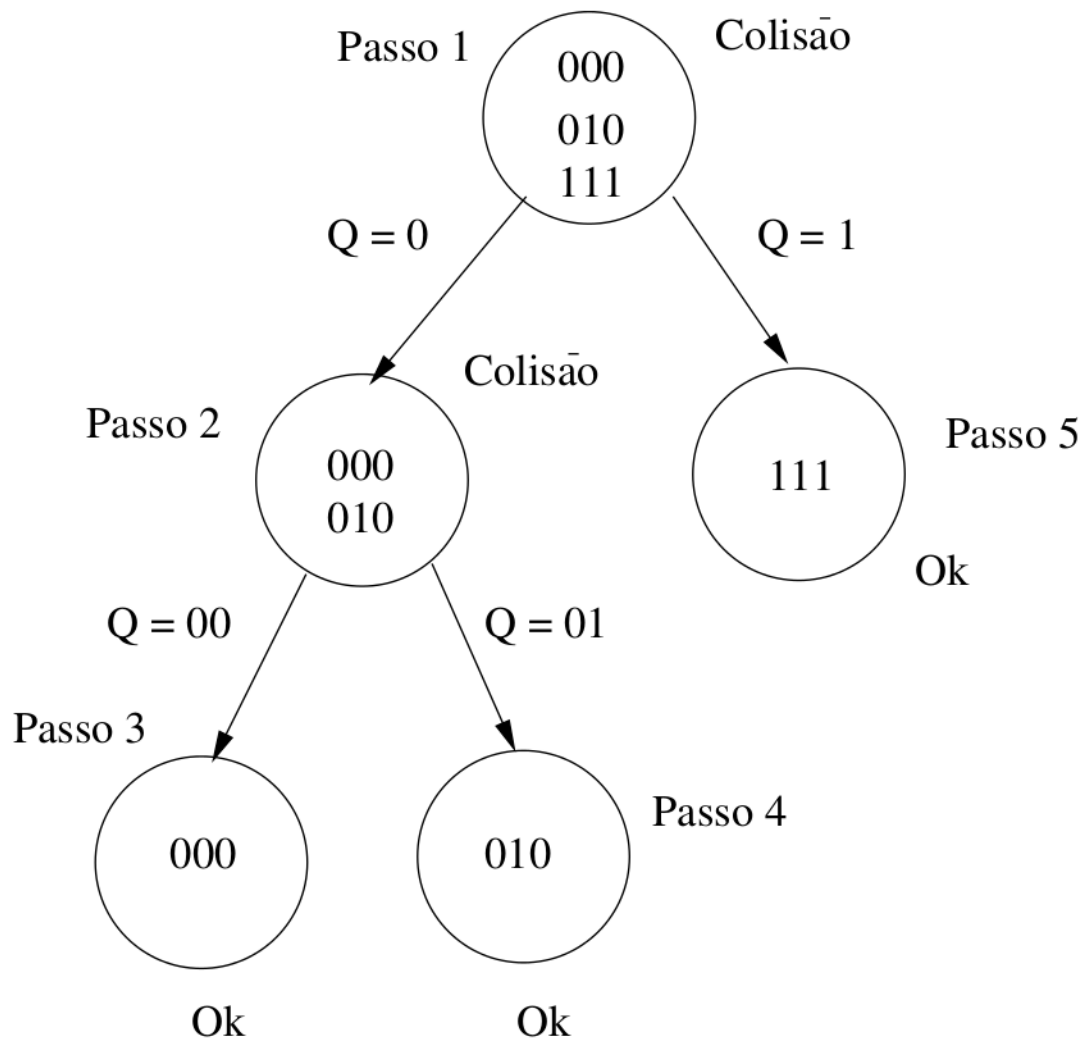 Passo 1
Colisão
000
010
111
Q = 0
Q = 1
Passo 2
Colisão
000
010
Passo 5
111
Ok
Q = 00
Q = 01
Passo 3
000
Ok
Passo 4
010
Ok